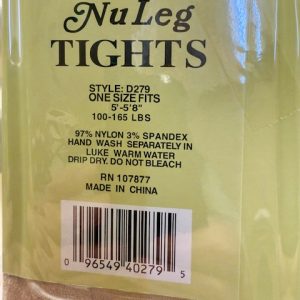 NuLeg
TIGHTS
STYLE: D279
ONE SIZE FITS
5'-5'8"
100-165 LBS
97% NYLON 3% SPANDEX
HAND WASH SEPARATELY IN
LUKE WARM WATER
DRIP DRY. DO NOT BLEACH
RN 107877
MADE IN CHINA
0 96549 40279 5